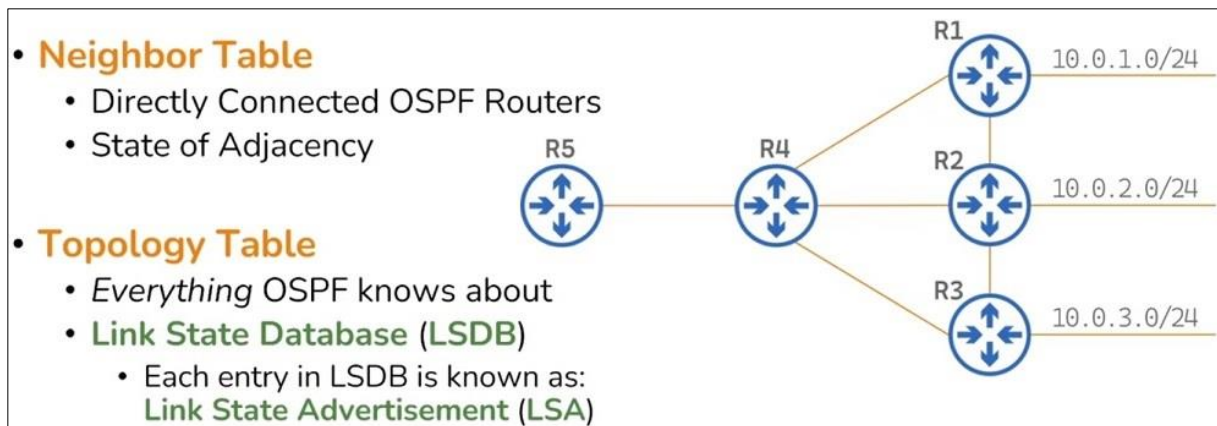 • Neighbor Table
• Directly Connected OSPF Routers
• State of Adjacency
• Topology Table
• Everything OSPF knows about
• Link State Database (LSDB)
• Each entry in LSDB is known as:
Link State Advertisement (LSA)
R1
10.0.1.0/24
R5
R4
R2
10.0.2.0/24
R3
10.0.3.0/24